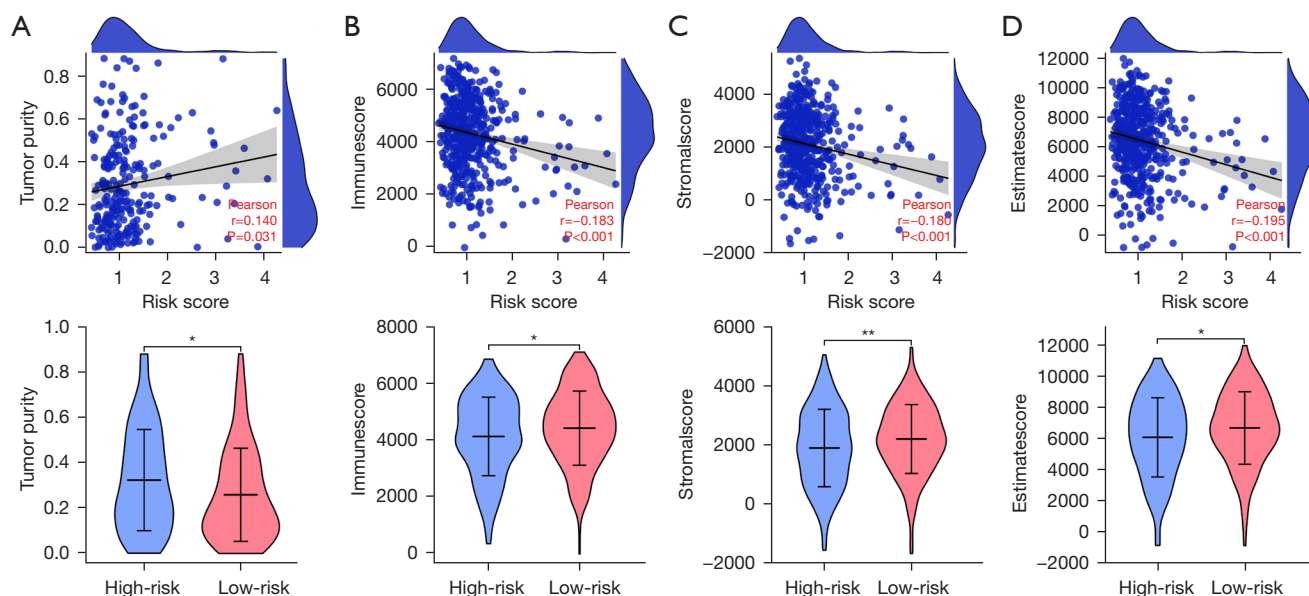 A
Tumor purity
0.8
0.6
0.4
0.2
0.0
Pearson
r=0.140
P=0.031
1 2 3 4
Risk score
B
Immunescore
6000
4000
2000
0
Pearson
r=−0.183
P<0.001
1 2 3 4
Risk score
C
Stromalscore
4000
2000
0
−2000
Pearson
r=−0.180
P<0.001
1 2 3 4
Risk score
D
Estimatescore
12000
10000
8000
6000
4000
2000
0
Pearson
r=−0.195
P<0.001
1 2 3 4
Risk score
Tumor purity
1.0
0.8
0.6
0.4
0.2
0.0
*
High-risk Low-risk
Immunescore
8000
6000
4000
2000
0
*
High-risk Low-risk
Stromalscore
6000
4000
2000
0
−2000
**
High-risk Low-risk
Estimatescore
12000
10000
8000
6000
4000
2000
0
−2000
*
High-risk Low-risk